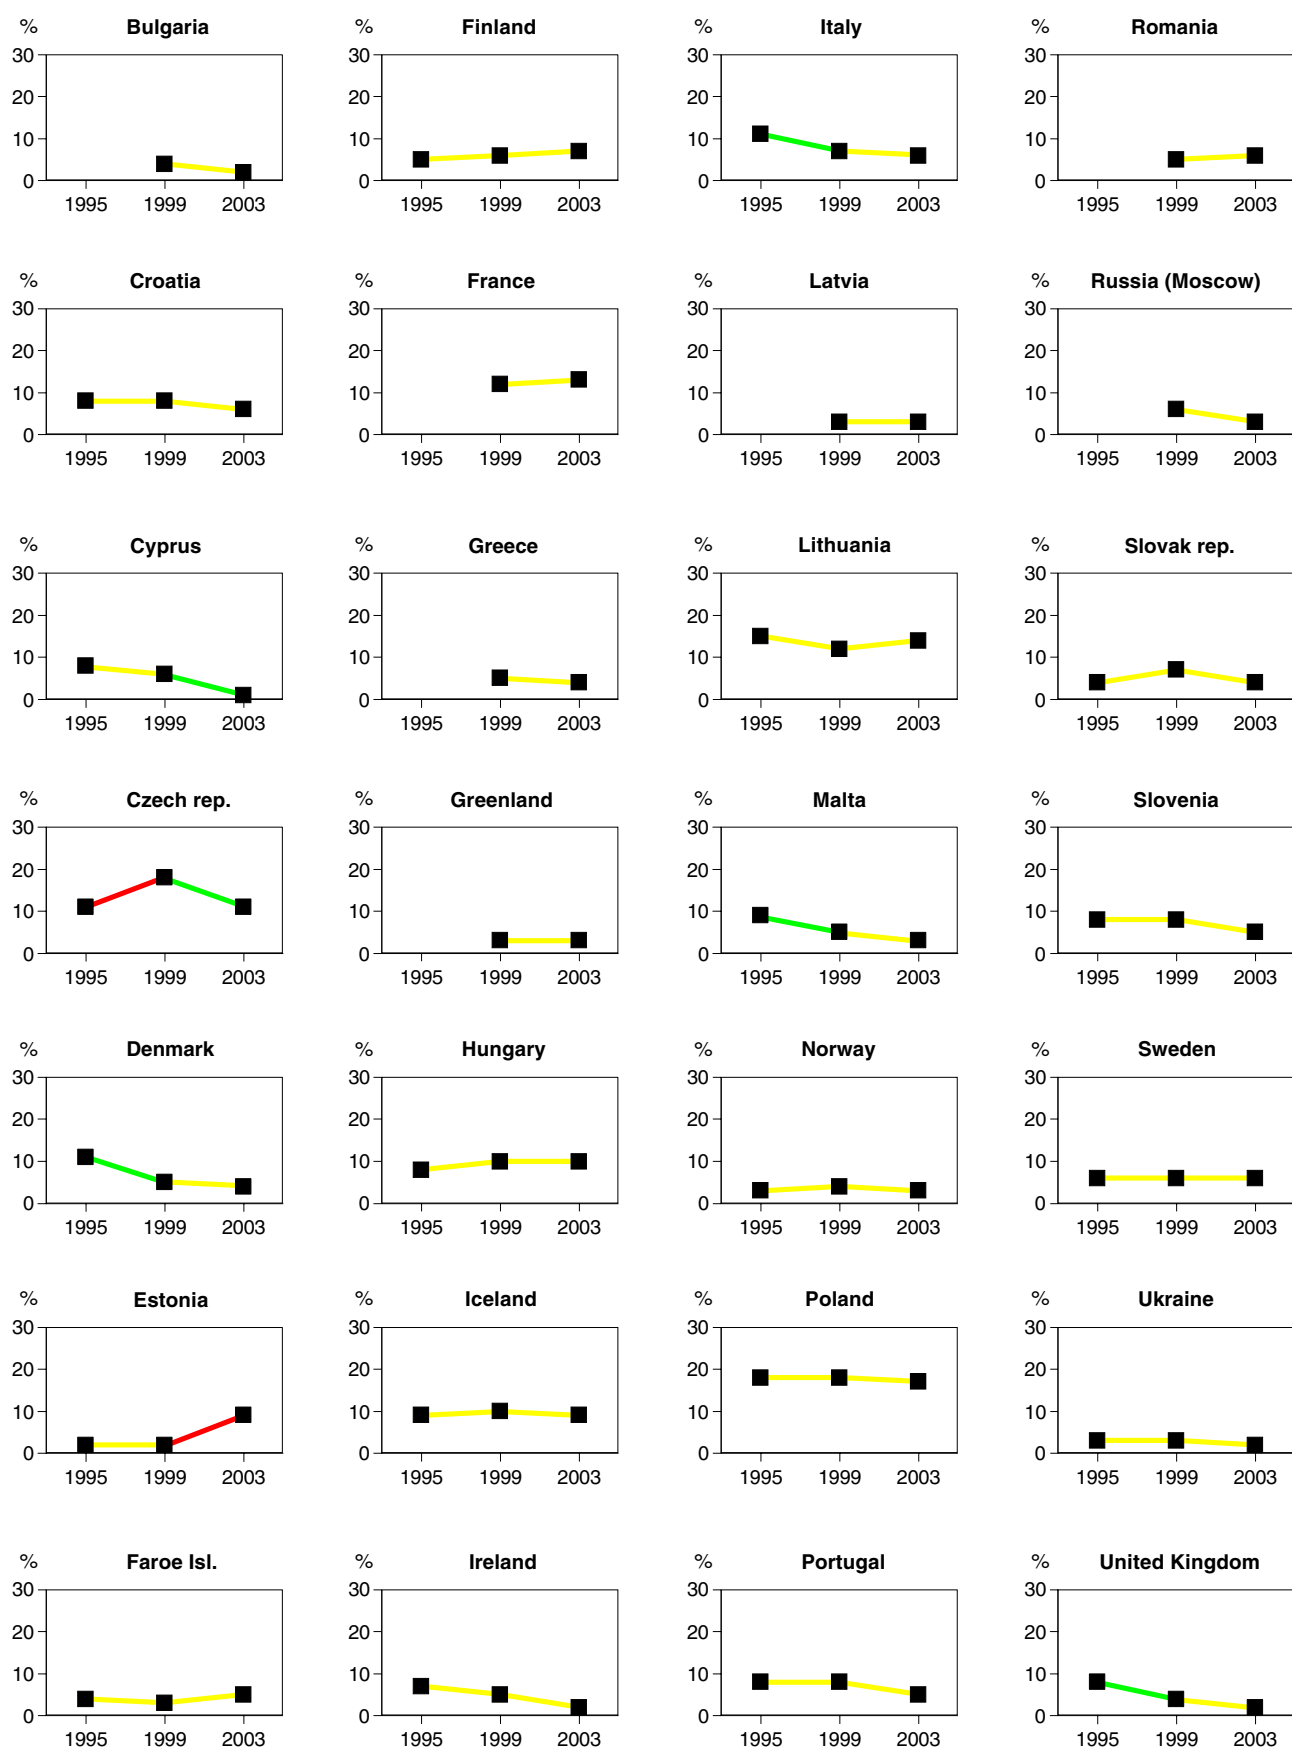 % Bulgaria % Finland % Italy % Romania
30 30 30 30
20 20 20 20
10 10 10 10
0 0 0 0
1995 1999 2003 1995 1999 2003 1995 1999 2003 1995 1999 2003
% Croatia % France % Latvia % Russia (Moscow)
30 30 30 30
20 20 20 20
10 10 10 10
0 0 0 0
1995 1999 2003 1995 1999 2003 1995 1999 2003 1995 1999 2003
% Cyprus % Greece % Lithuania % Slovak rep.
30 30 30 30
20 20 20 20
10 10 10 10
0 0 0 0
1995 1999 2003 1995 1999 2003 1995 1999 2003 1995 1999 2003
% Czech rep. % Greenland % Malta % Slovenia
30 30 30 30
20 20 20 20
10 10 10 10
0 0 0 0
1995 1999 2003 1995 1999 2003 1995 1999 2003 1995 1999 2003
% Denmark % Hungary % Norway % Sweden
30 30 30 30
20 20 20 20
10 10 10 10
0 0 0 0
1995 1999 2003 1995 1999 2003 1995 1999 2003 1995 1999 2003
% Estonia % Iceland % Poland % Ukraine
30 30 30 30
20 20 20 20
10 10 10 10
0 0 0 0
1995 1999 2003 1995 1999 2003 1995 1999 2003 1995 1999 2003
% Faroe Isl. % Ireland % Portugal % United Kingdom
30 30 30 30
20 20 20 20
10 10 10 10
0 0 0 0
1995 1999 2003 1995 1999 2003 1995 1999 2003 1995 1999 2003